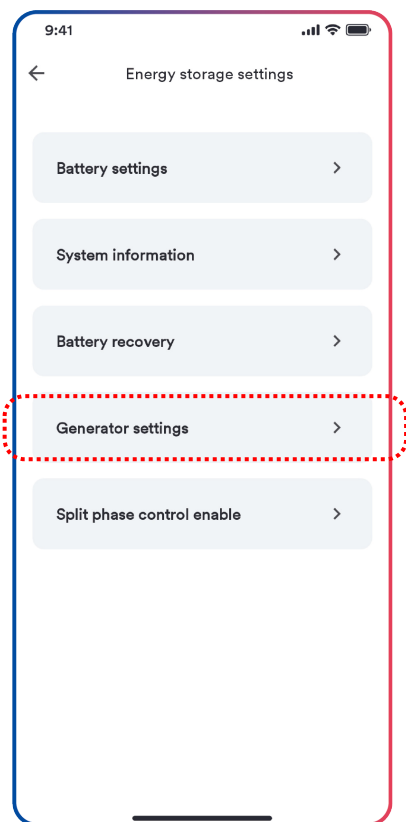 9:41
Energy storage settings
Battery settings
System information
Battery recovery
Generator settings
Split phase control enable